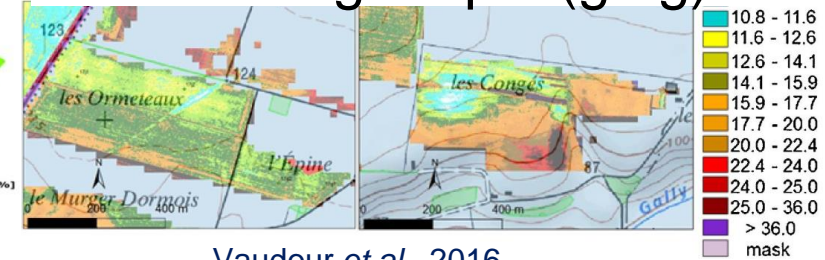 123
124
les Ormeteaux
l'Épine
le Murger Dormois
N
0 200 400 m
les Congés
87
100
Gally
N
0 200 400 m
10.8 - 11.6
11.6 - 12.6
12.6 - 14.1
14.1 - 15.9
15.9 - 17.7
17.7 - 20.0
20.0 - 22.4
22.4 - 24.0
24.0 - 25.0
25.0 - 36.0
> 36.0
mask
Vaudour et al. 2016